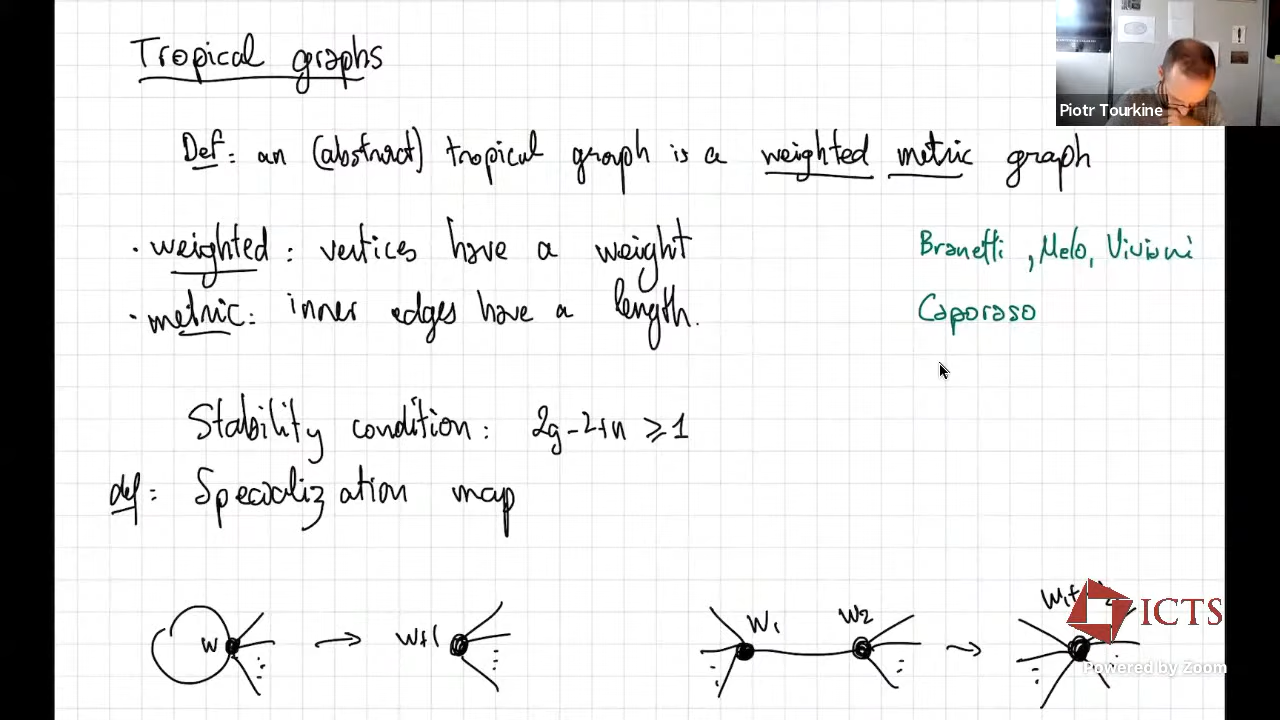 Tropical graphs
Piotr Tourkine
Def: an (abstract) tropical graph is a weighted metric graph
· weighted: vertices have a weight
Branetti, Melo, Viviani
· metric: inner edges have a length.
Caporaso
Stability condition: 2g-2+n ⩾ 1
def: Specialization map
w → w+1
w1 w2 →
ICTS
Powered by Zoom